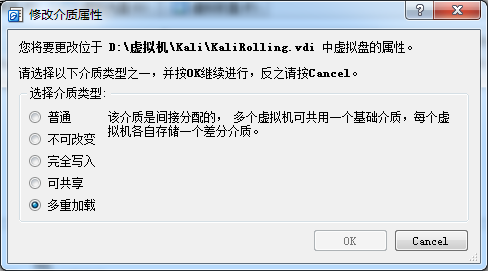 修改介质属性
您将要更改位于 D:\虚拟机\Kali\KaliRolling.vdi 中虚拟盘的属性。
请选择以下介质类型之一，并按OK继续进行，反之请按Cancel。
选择介质类型:
普通
不可改变
完全写入
可共享
多重加载
该介质是间接分配的， 多个虚拟机可共用一个基础介质，每个虚
拟机各自存储一个差分介质。
OK
Cancel